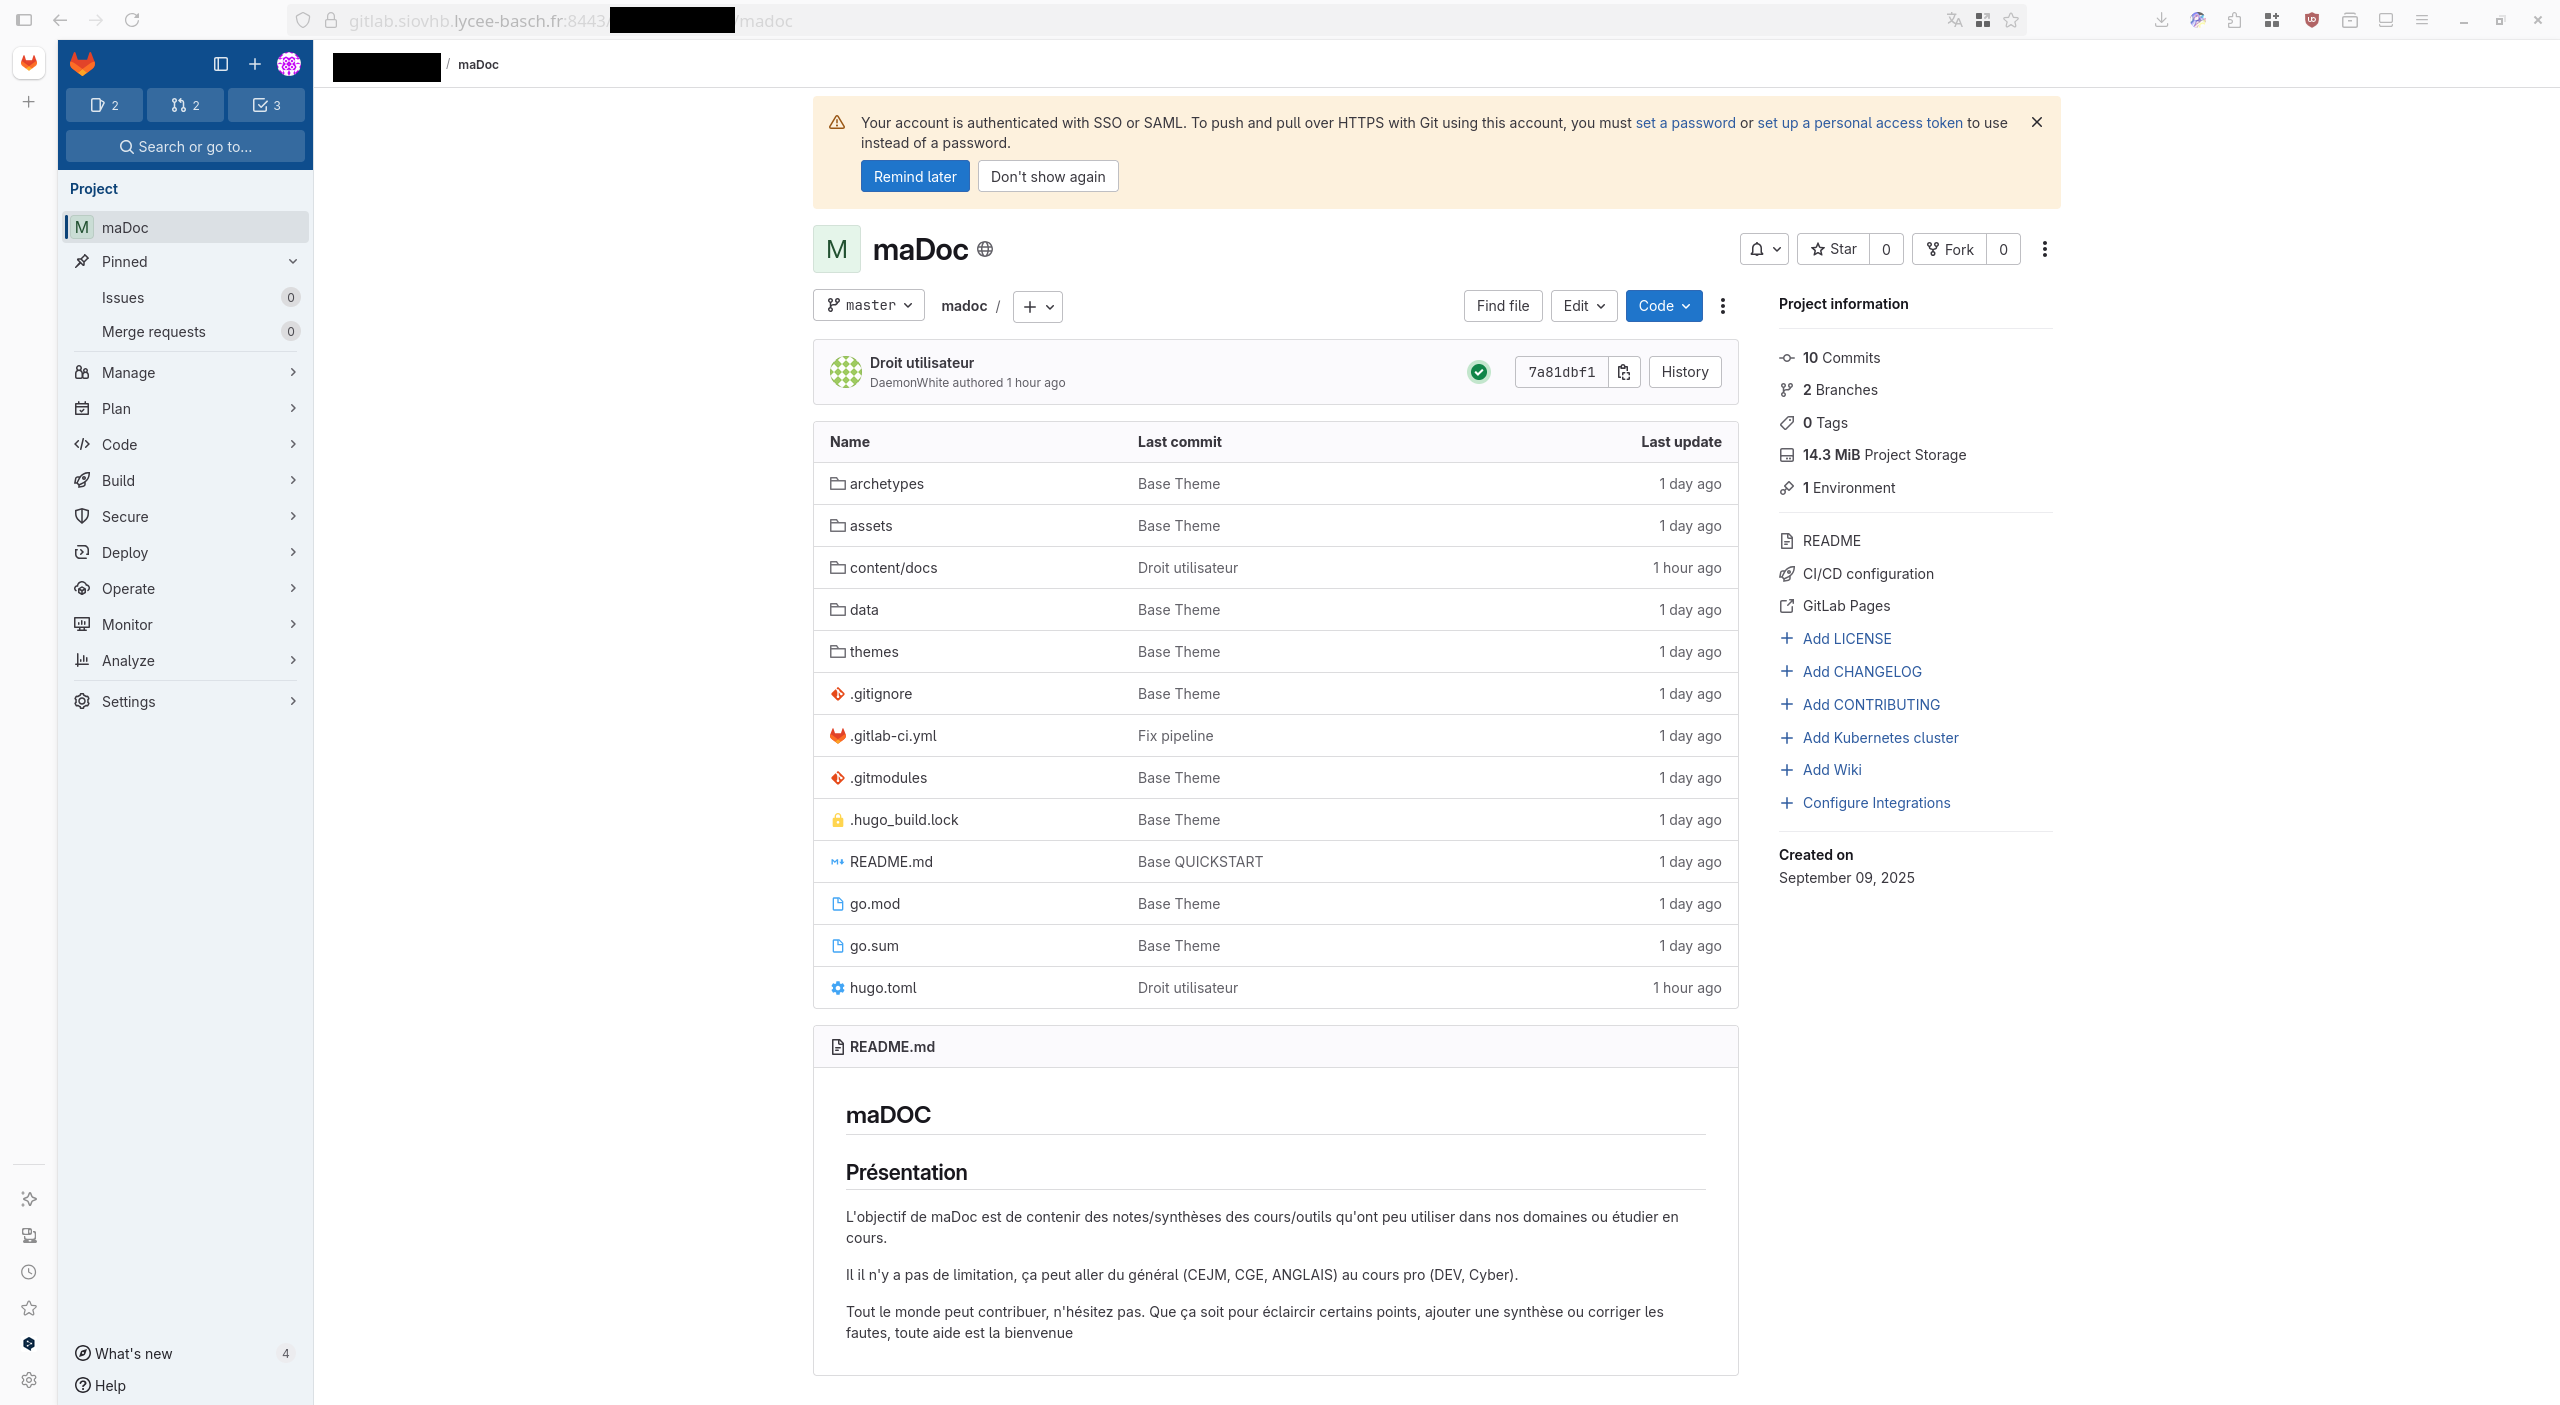 gitlab.siovhb.lycee-basch.fr:8443/ /madoc
/ maDoc
2 2 3
Search or go to...
Project
M maDoc
Pinned
Issues 0
Merge requests 0
Manage
Plan
Code
Build
Secure
Deploy
Operate
Monitor
Analyze
Settings
What's new 4
Help
Your account is authenticated with SSO or SAML. To push and pull over HTTPS with Git using this account, you must set a password or set up a personal access token to use
instead of a password.
Remind later Don't show again
M maDoc
Star 0 Fork 0
master madoc / Find file Edit Code
Droit utilisateur
DaemonWhite authored 1 hour ago
7a81dbf1 History
Name Last commit Last update
archetypes Base Theme 1 day ago
assets Base Theme 1 day ago
content/docs Droit utilisateur 1 hour ago
data Base Theme 1 day ago
themes Base Theme 1 day ago
.gitignore Base Theme 1 day ago
.gitlab-ci.yml Fix pipeline 1 day ago
.gitmodules Base Theme 1 day ago
.hugo_build.lock Base Theme 1 day ago
README.md Base QUICKSTART 1 day ago
go.mod Base Theme 1 day ago
go.sum Base Theme 1 day ago
hugo.toml Droit utilisateur 1 hour ago
README.md
maDOC
Présentation
L'objectif de maDoc est de contenir des notes/synthèses des cours/outils qu'ont peu utiliser dans nos domaines ou étudier en
cours.
Il il n'y a pas de limitation, ça peut aller du général (CEJM, CGE, ANGLAIS) au cours pro (DEV, Cyber).
Tout le monde peut contribuer, n'hésitez pas. Que ça soit pour éclaircir certains points, ajouter une synthèse ou corriger les
fautes, toute aide est la bienvenue
Project information
10 Commits
2 Branches
0 Tags
14.3 MiB Project Storage
1 Environment
README
CI/CD configuration
GitLab Pages
Add LICENSE
Add CHANGELOG
Add CONTRIBUTING
Add Kubernetes cluster
Add Wiki
Configure Integrations
Created on
September 09, 2025